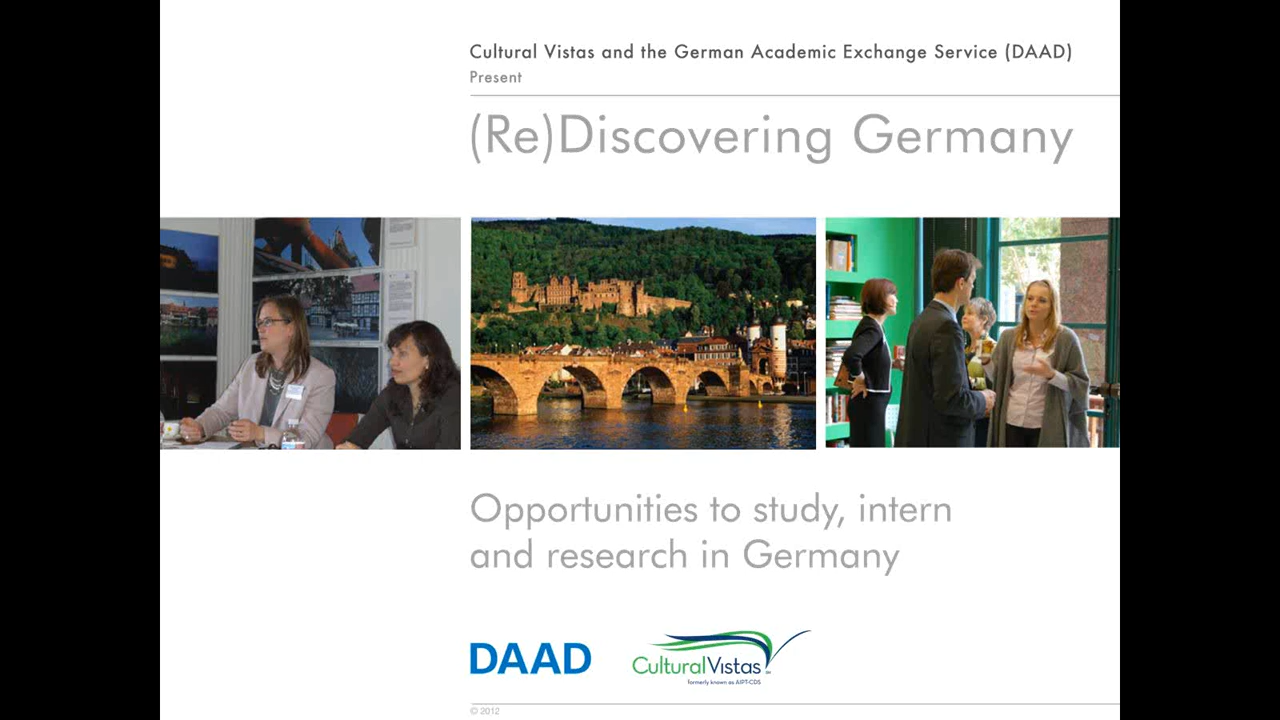 Cultural Vistas and the German Academic Exchange Service (DAAD)
Present
(Re)Discovering Germany
Opportunities to study, intern
and research in Germany
DAAD
CulturalVistas SM
formerly known as AIPT-CDS
© 2012